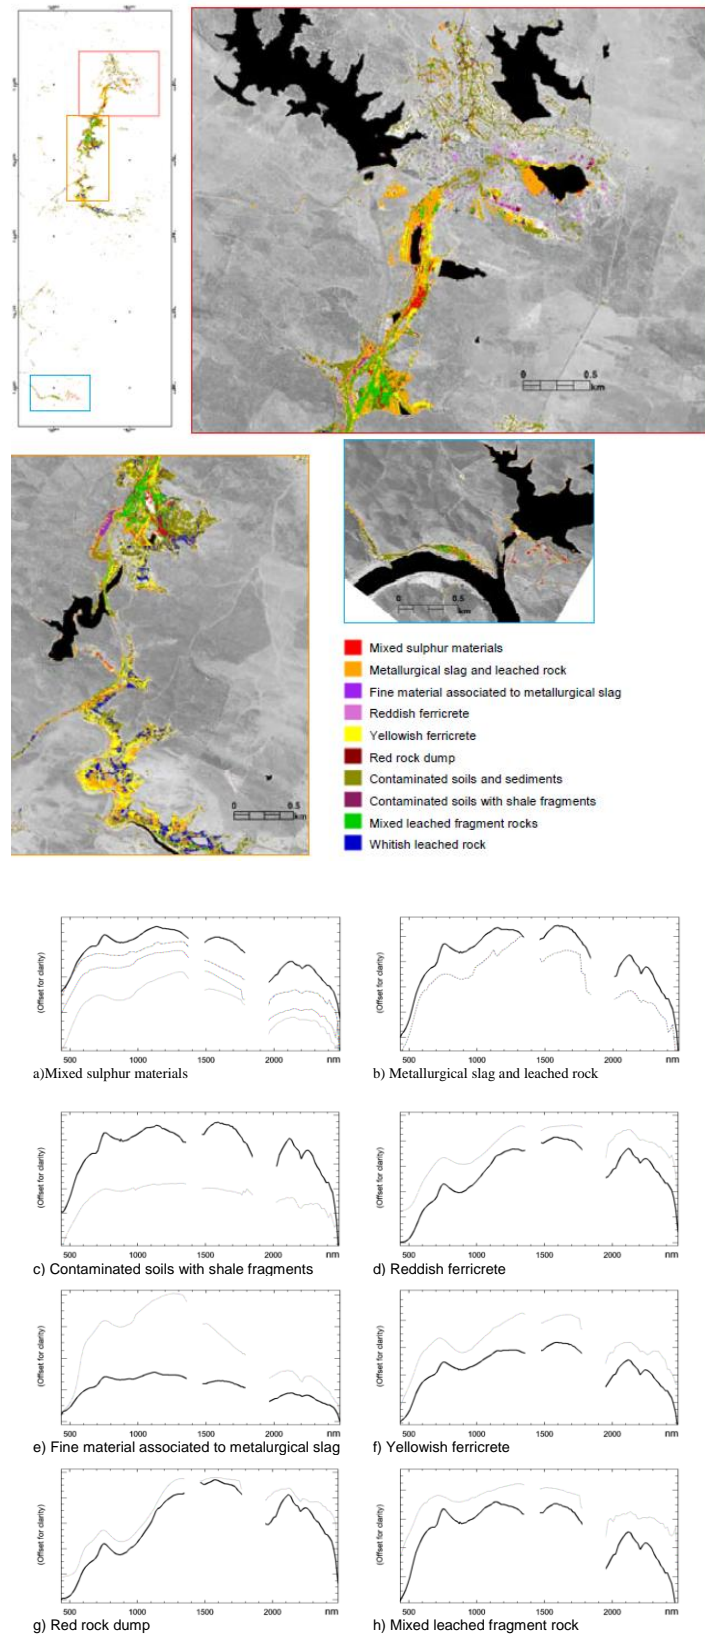 0 0.5
km
0 0.5
km
0 0.5
km
Mixed sulphur materials
Metallurgical slag and leached rock
Fine material associated to metallurgical slag
Reddish ferricrete
Yellowish ferricrete
Red rock dump
Contaminated soils and sediments
Contaminated soils with shale fragments
Mixed leached fragment rocks
Whitish leached rock
(Offset for clarity)
500 1000 1500 2000 nm
a)Mixed sulphur materials
(Offset for clarity)
500 1000 1500 2000 nm
b) Metallurgical slag and leached rock
(Offset for clarity)
500 1000 1500 2000 nm
c) Contaminated soils with shale fragments
(Offset for clarity)
500 1000 1500 2000 nm
d) Reddish ferricrete
(Offset for clarity)
500 1000 1500 2000 nm
e) Fine material associated to metalurgical slag
(Offset for clarity)
500 1000 1500 2000 nm
f) Yellowish ferricrete
(Offset for clarity)
500 1000 1500 2000 nm
g) Red rock dump
(Offset for clarity)
500 1000 1500 2000 nm
h) Mixed leached fragment rock